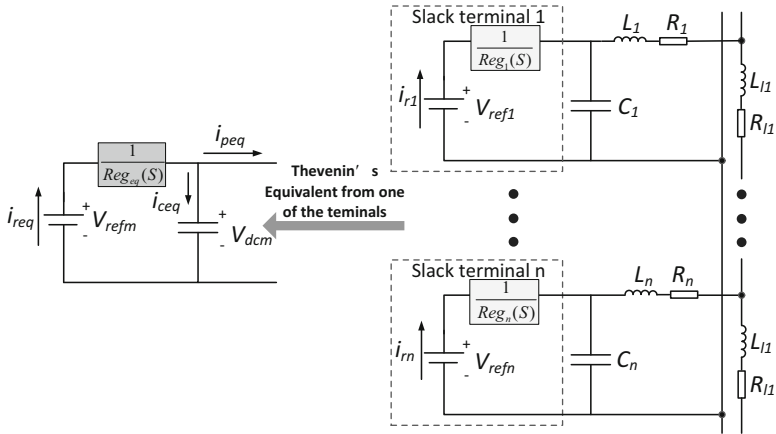 Slack terminal 1
1
Reg1(S)
L1
R1
Ll1
Rl1
ir1
+
-
Vref1
C1
ipeq
1
Regeq(S)
iceq
ireq
+
-
Vrefm
+
-
Vdcm
Thevenin's
Equivalent from one
of the teminals
Slack terminal n
1
Regn(S)
Ln
Rn
Ll1
Rl1
irn
+
-
Vrefn
Cn